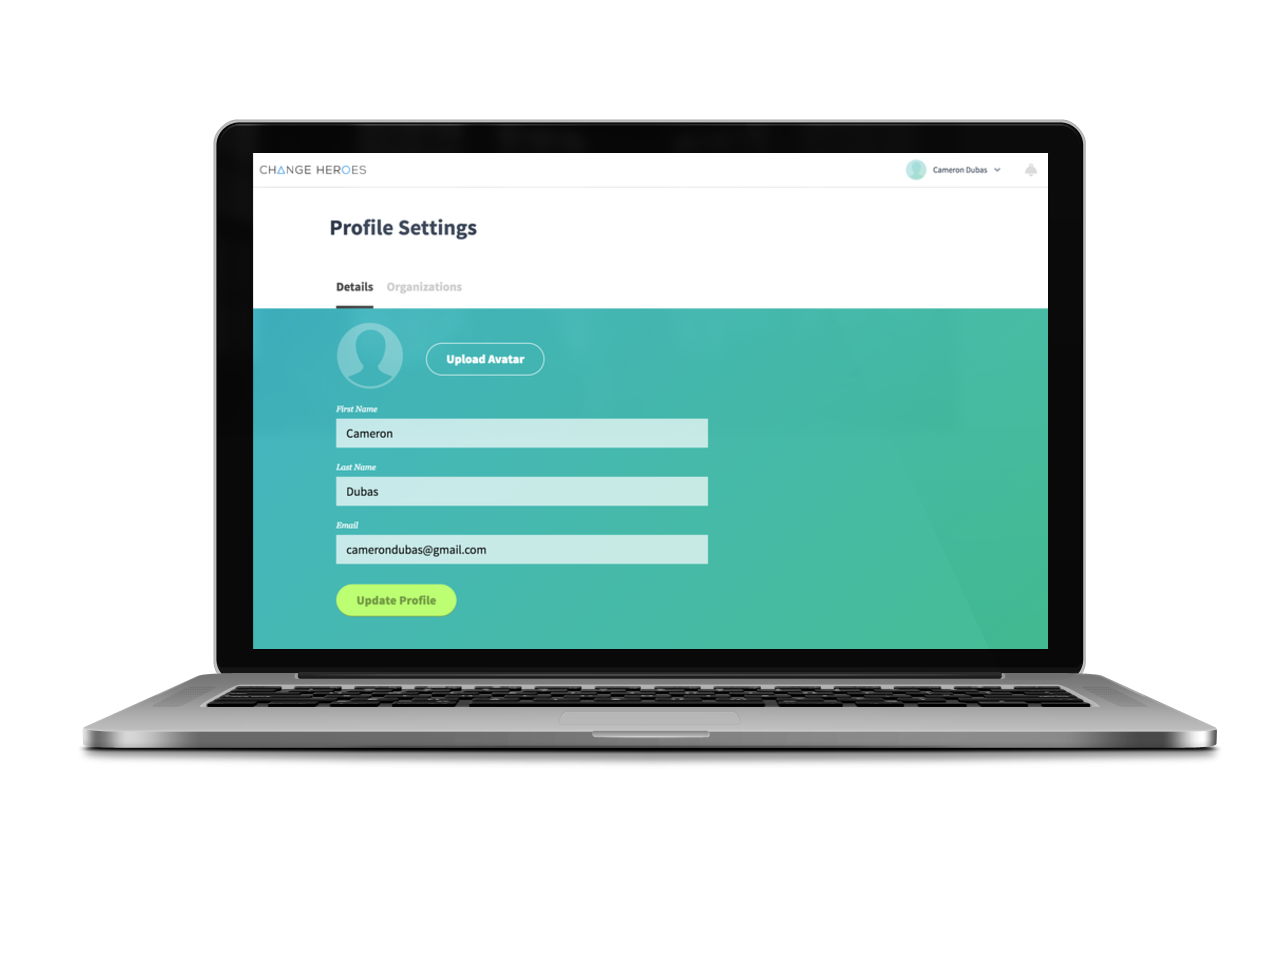 CHANGE HEROES
Cameron Dubas
Profile Settings
Details Organizations
Upload Avatar
First Name
Cameron
Last Name
Dubas
Email
camerondubas@gmail.com
Update Profile